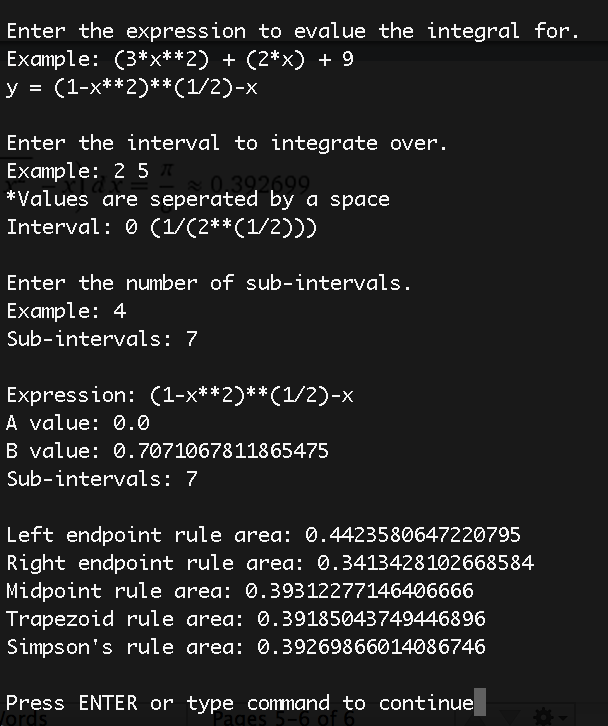 Enter the expression to evalue the integral for.
Example: (3*x**2) + (2*x) + 9
y = (1-x**2)**(1/2)-x
Enter the interval to integrate over.
Example: 2 5
*Values are seperated by a space
Interval: 0 (1/(2**(1/2)))
Enter the number of sub-intervals.
Example: 4
Sub-intervals: 7
Expression: (1-x**2)**(1/2)-x
A value: 0.0
B value: 0.7071067811865475
Sub-intervals: 7
Left endpoint rule area: 0.4423580647220795
Right endpoint rule area: 0.3413428102668584
Midpoint rule area: 0.39312277146406666
Trapezoid rule area: 0.39185043749446896
Simpson's rule area: 0.39269866014086746
Press ENTER or type command to continue
Pages 5-6 of 6